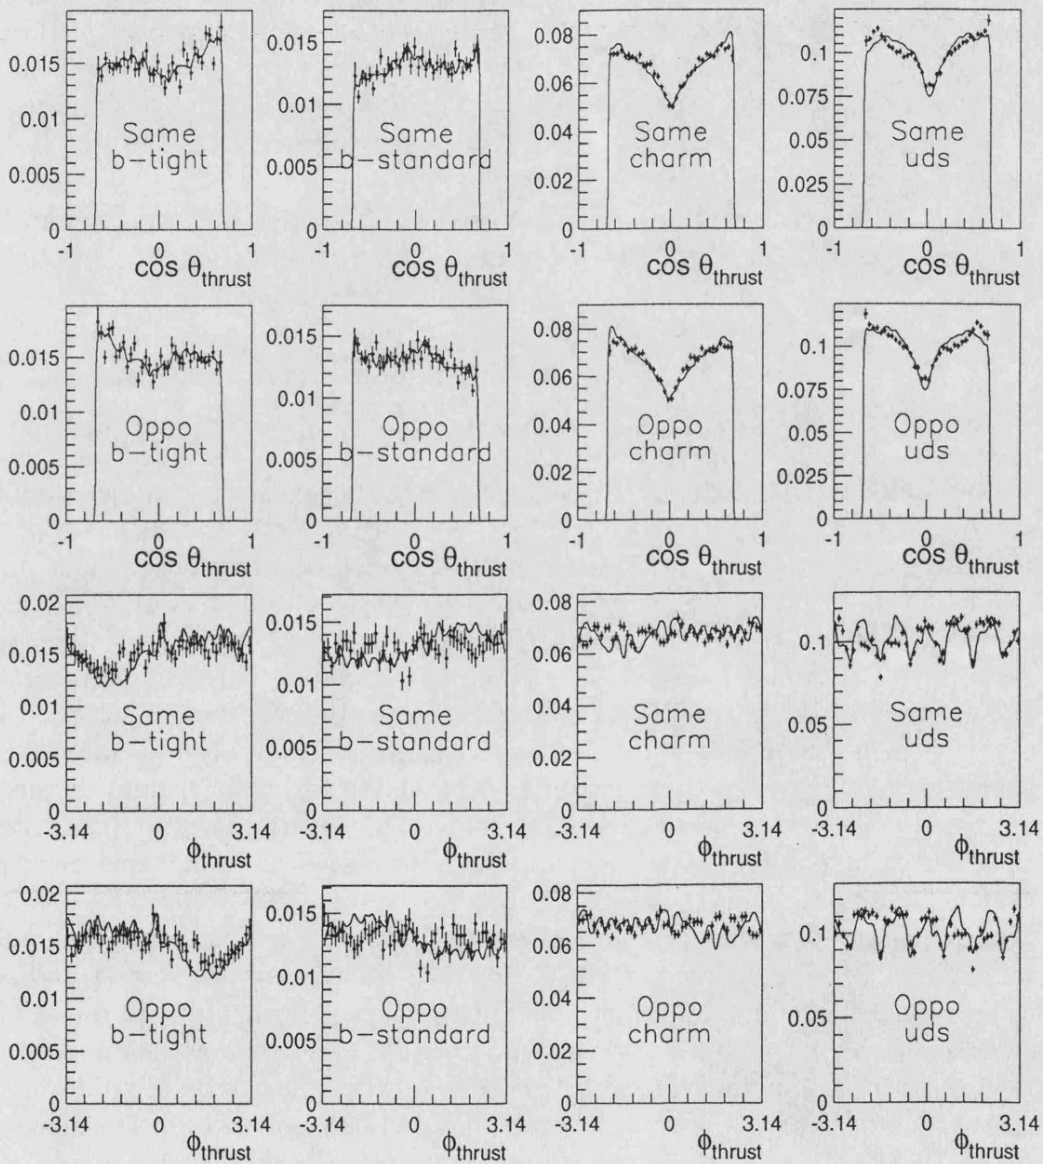 0.015
0.01
0.005
0
Same
b-tight
-1 0 1
cos θthrust
0.015
0.01
0.005
0
Same
b-standard
-1 0 1
cos θthrust
0.08
0.06
0.04
0.02
0
Same
charm
-1 0 1
cos θthrust
0.1
0.075
0.05
0.025
0
Same
uds
-1 0 1
cos θthrust
0.015
0.01
0.005
0
Oppo
b-tight
-1 0 1
cos θthrust
0.015
0.01
0.005
0
Oppo
b-standard
-1 0 1
cos θthrust
0.08
0.06
0.04
0.02
0
Oppo
charm
-1 0 1
cos θthrust
0.1
0.075
0.05
0.025
0
Oppo
uds
-1 0 1
cos θthrust
0.02
0.015
0.01
0.005
0
Same
b-tight
-3.14 0 3.14
ϕthrust
0.015
0.01
0.005
0
Same
b-standard
-3.14 0 3.14
ϕthrust
0.08
0.06
0.04
0.02
0
Same
charm
-3.14 0 3.14
ϕthrust
0.1
0.05
0
Same
uds
-3.14 0 3.14
ϕthrust
0.02
0.015
0.01
0.005
0
Oppo
b-tight
-3.14 0 3.14
ϕthrust
0.015
0.01
0.005
0
Oppo
b-standard
-3.14 0 3.14
ϕthrust
0.08
0.06
0.04
0.02
0
Oppo
charm
-3.14 0 3.14
ϕthrust
0.1
0.05
0
Oppo
uds
-3.14 0 3.14
ϕthrust